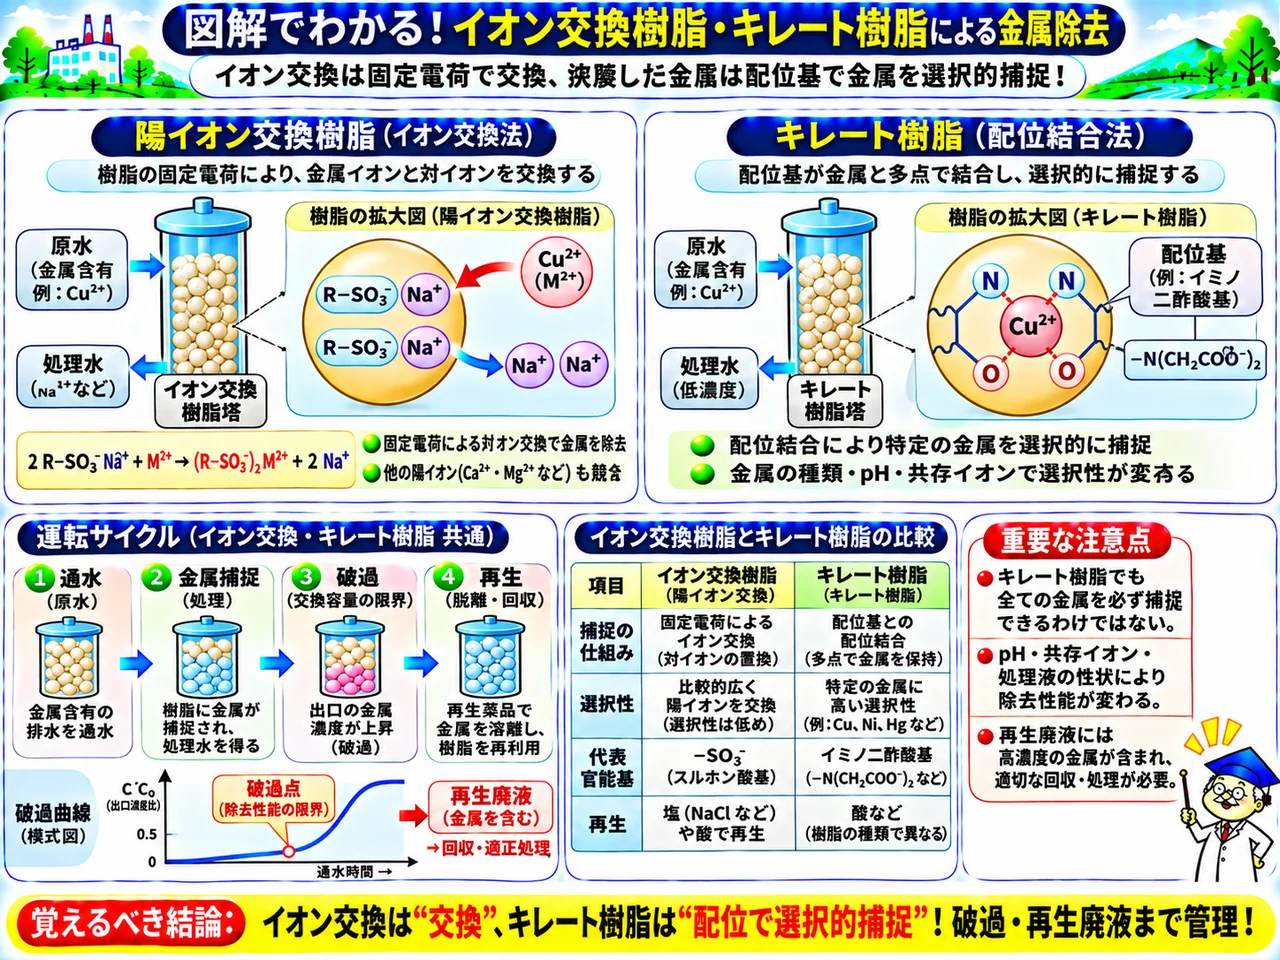 図解でわかる！イオン交換樹脂・キレート樹脂による金属除去
イオン交換は固定電荷で交換、した金属は配位基で金属を選択的捕捉！
陽イオン交換樹脂（イオン交換法）
樹脂の固定電荷により、金属イオンと対イオンを交換する
樹脂の拡大図（陽イオン交換樹脂）
原水
（金属含有
例：Cu²⁺）
処理水
（Na¹⁺など）
イオン交換
樹脂塔
R−SO₃⁻ Na⁺
R−SO₃⁻ Na⁺
Cu²⁺
（M²⁺）
Na⁺ Na⁺
2 R−SO₃⁻ Na⁺ + M²⁺ → (R−SO₃⁻)₂ M²⁺ + 2 Na⁺
固定電荷による対オン交換で金属を除去
他の陽イオン(Ca²⁺・Mg²⁺など) も競合
キレート樹脂（配位結合法）
配位基が金属と多点で結合し、選択的に捕捉する
樹脂の拡大図（キレート樹脂）
原水
（金属含有
例：Cu²⁺）
処理水
（低濃度）
キレート
樹脂塔
N N
Cu²⁺
O O
配位基
（例：イミノ
二酢酸基）
−N(CH₂COO⁻)₂
配位結合により特定の金属を選択的に捕捉
金属の種類・pH・共存イオンで選択性が変わる
運転サイクル（イオン交換・キレート樹脂 共通）
1 通水
（原水）
金属含有の
排水を通水
2 金属捕捉
（処理）
樹脂に金属が
捕捉され、
処理水を得る
3 破過
（交換容量の限界）
出口の金属
濃度が上昇
（破過）
4 再生
（脱離・回収）
再生薬品で
金属を溶離し、
樹脂を再利用
破過曲線
（模式図）
C/C₀
（出口濃度比）
0.5
0
破過点
（除去性能の限界）
通水時間 →
再生廃液
（金属を含む）
→回収・適正処理
イオン交換樹脂とキレート樹脂の比較
項目 イオン交換樹脂（陽イオン交換） キレート樹脂（キレート樹脂）
捕捉の仕組み 固定電荷によるイオン交換（対イオンの置換） 配位基との配位結合（多点で金属を保持）
選択性 比較的広く陽イオンを交換（選択性は低め） 特定の金属に高い選択性（例：Cu, Ni, Hg など）
代表官能基 −SO₃⁻（スルホン酸基） イミノ二酢酸基（−N(CH₂COO⁻)₂ など）
再生 塩（NaCl など）や酸で再生 酸など（樹脂の種類で異なる）
重要な注意点
キレート樹脂でも
全ての金属を必ず捕捉
できるわけではない。
pH・共存イオン・
処理液の性状により
除去性能が変わる。
再生廃液には
高濃度の金属が含まれ、
適切な回収・処理が必要。
覚えるべき結論：イオン交換は“交換”、キレート樹脂は“配位で選択的捕捉”！破過・再生廃液まで管理！